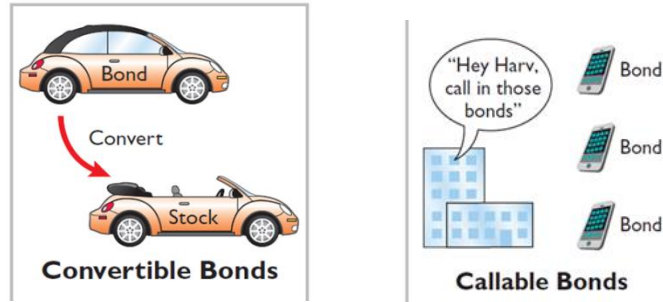 Bond
Convert
Stock
Convertible Bonds
"Hey Harv,
call in those
bonds"
Bond
Bond
Bond
Callable Bonds